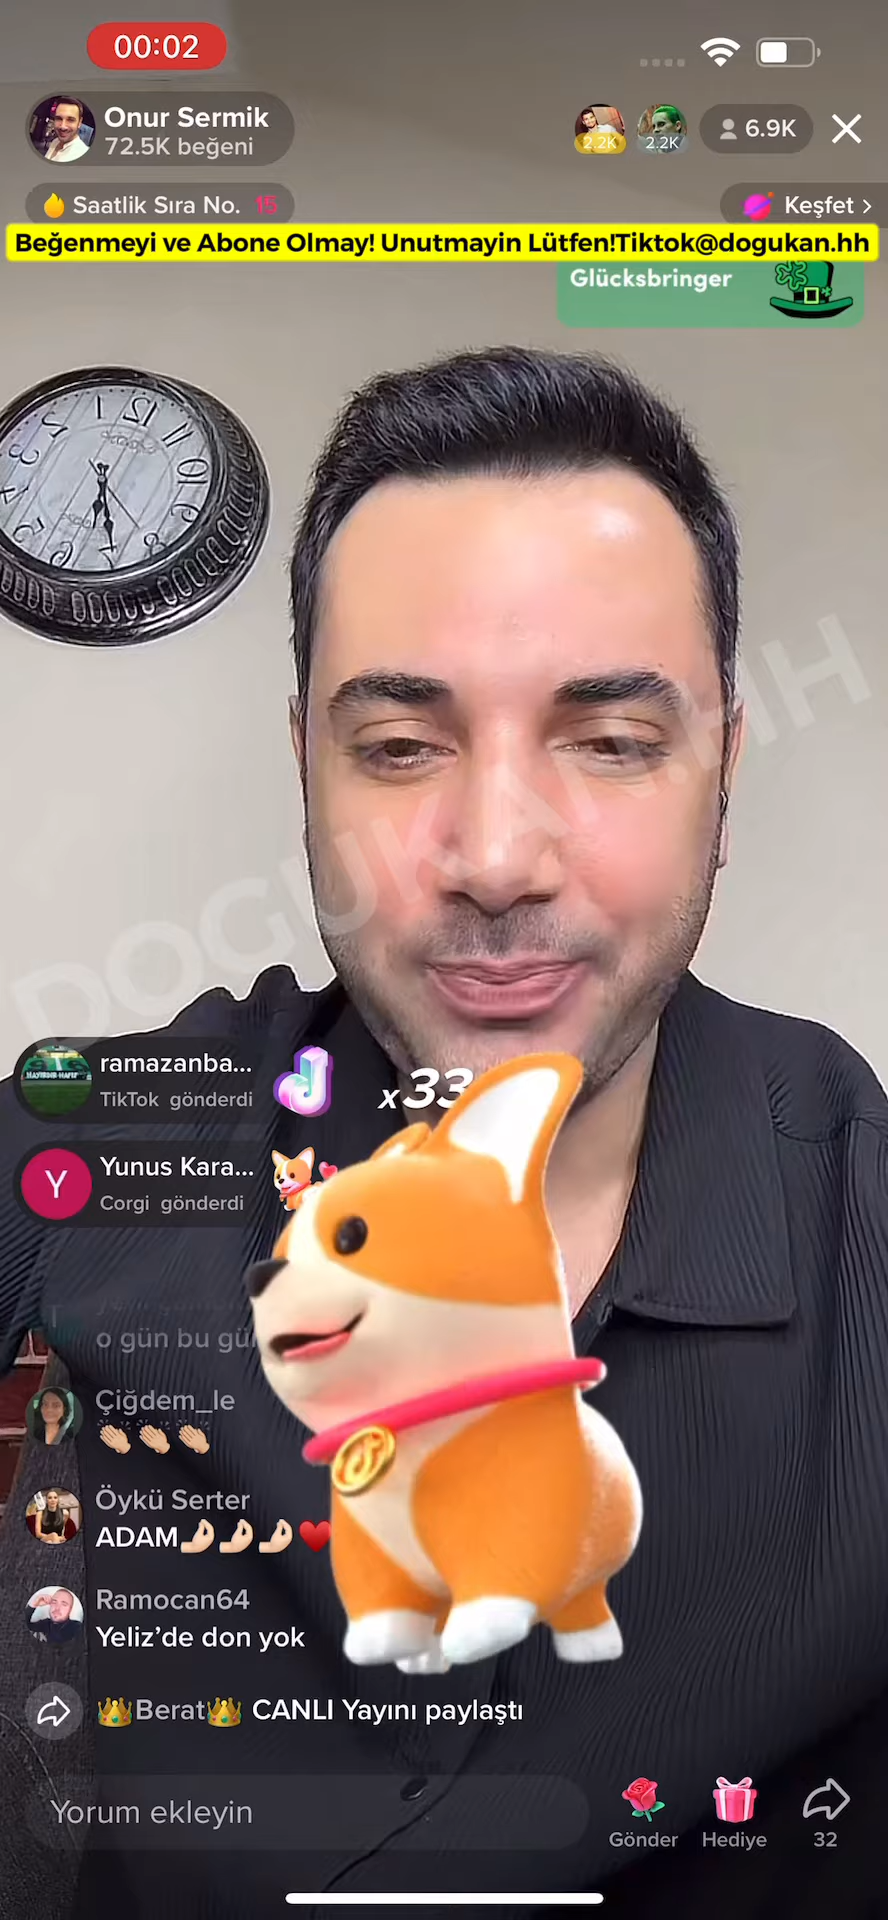 00:02
Onur Sermik
72.5K beğeni
2.2K
2.2K
6.9K
Saatlik Sıra No. 15
Keşfet
Beğenmeyi ve Abone Olmay! Unutmayin Lütfen!Tiktok@dogukan.hh
Glücksbringer
DOGUKAN.HH
ramazanba...
TikTok gönderdi
x33
Y
Yunus Kara...
Corgi gönderdi
o gün bu gü
Çiğdem_le
Öykü Serter
ADAM🤌🏻🤌🏻🤌🏻♥️
Ramocan64
Yeliz’de don yok
👑Berat👑 CANLI Yayını paylaştı
Yorum ekleyin
Gönder
Hediye
32